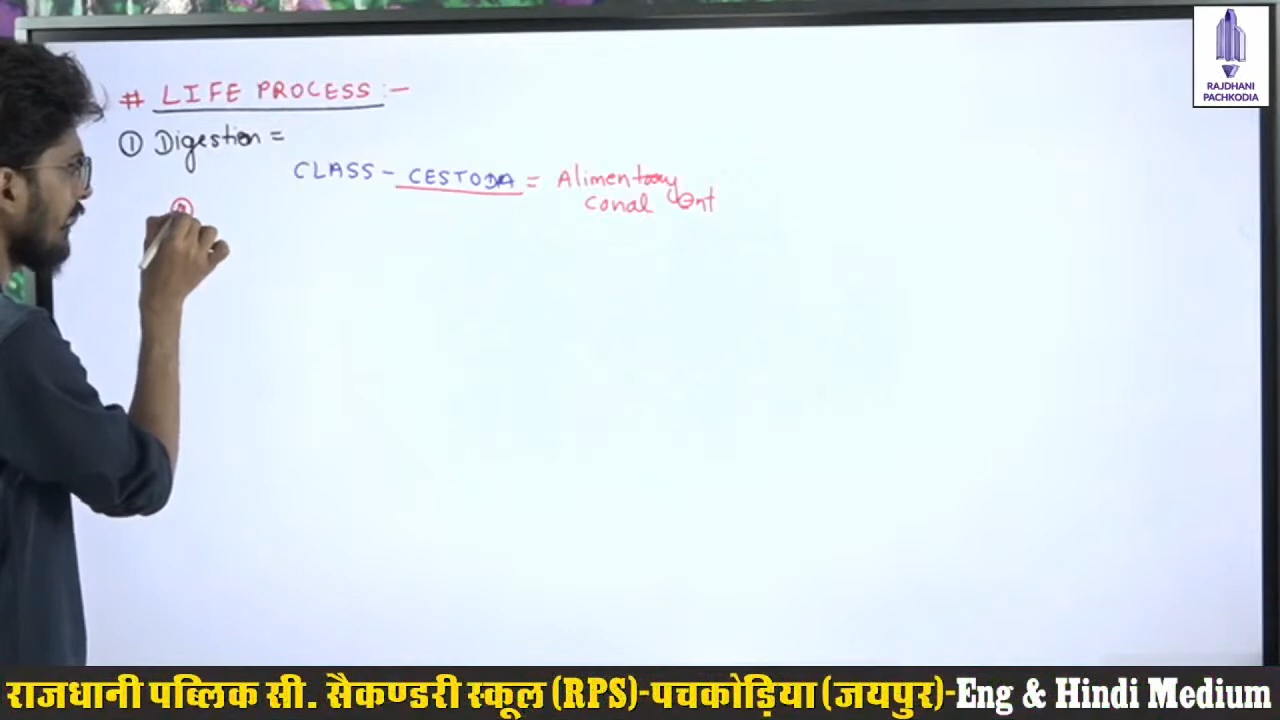 # LIFE PROCESS :-
① Digestion =
CLASS - CESTODA = Alimentary
canal
RAJDHANI
PACHKODIA
राजधानी पब्लिक सी. सैकण्डरी स्कूल (RPS)-पचकोड़िया (जयपुर)-Eng & Hindi Medium